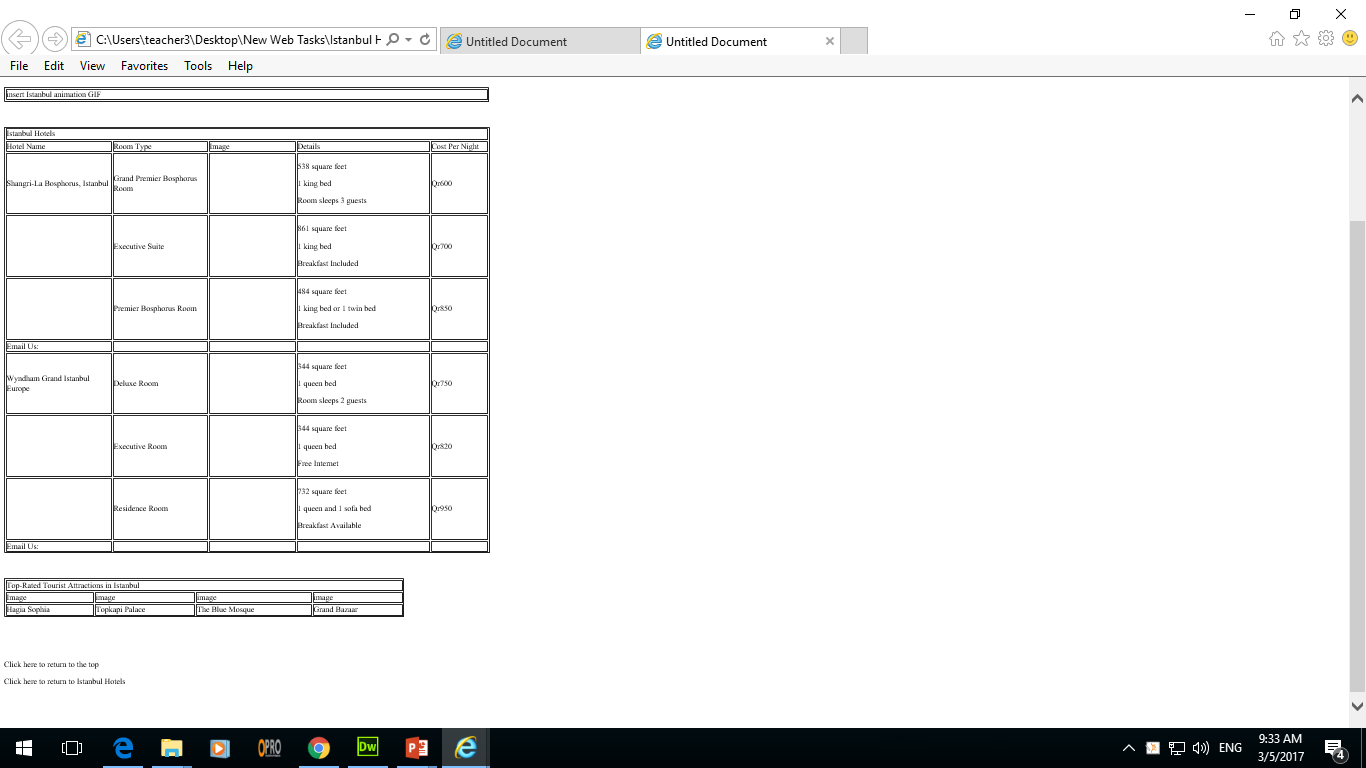 C:\Users\teacher3\Desktop\New Web Tasks\Istanbul H
Untitled Document
Untitled Document
File Edit View Favorites Tools Help
insert Istanbul animation GIF
Istanbul Hotels
Hotel Name Room Type Image Details Cost Per Night
538 square feet
Shangri-La Bosphorus, Istanbul Grand Premier Bosphorus Room 1 king bed Qr600
Room sleeps 3 guests
861 square feet
Executive Suite 1 king bed Qr700
Breakfast Included
484 square feet
Premier Bosphorus Room 1 king bed or 1 twin bed Qr850
Breakfast Included
Email Us:
344 square feet
Wyndham Grand Istanbul Europe Deluxe Room 1 queen bed Qr750
Room sleeps 2 guests
344 square feet
Executive Room 1 queen bed Qr820
Free Internet
732 square feet
Residence Room 1 queen and 1 sofa bed Qr950
Breakfast Available
Email Us:
Top-Rated Tourist Attractions in Istanbul
Image image image image
Hagia Sophia Topkapi Palace The Blue Mosque Grand Bazaar
Click here to return to the top
Click here to return to Istanbul Hotels
OPRO
Dw
ENG
9:33 AM
3/5/2017
4